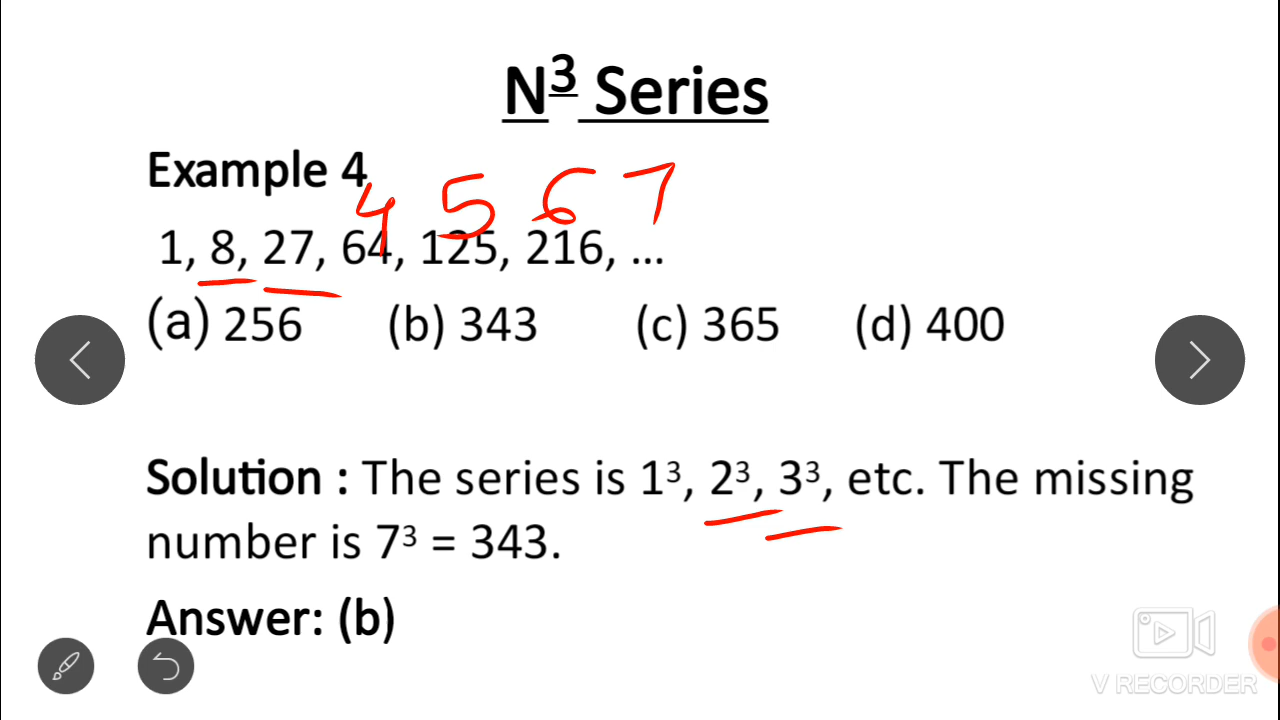 N³ Series
Example 4
4 5 6 7
1, 8, 27, 64, 125, 216, ...
(a) 256 (b) 343 (c) 365 (d) 400
Solution : The series is 1³, 2³, 3³, etc. The missing
number is 7³ = 343.
Answer: (b)
V RECORDER